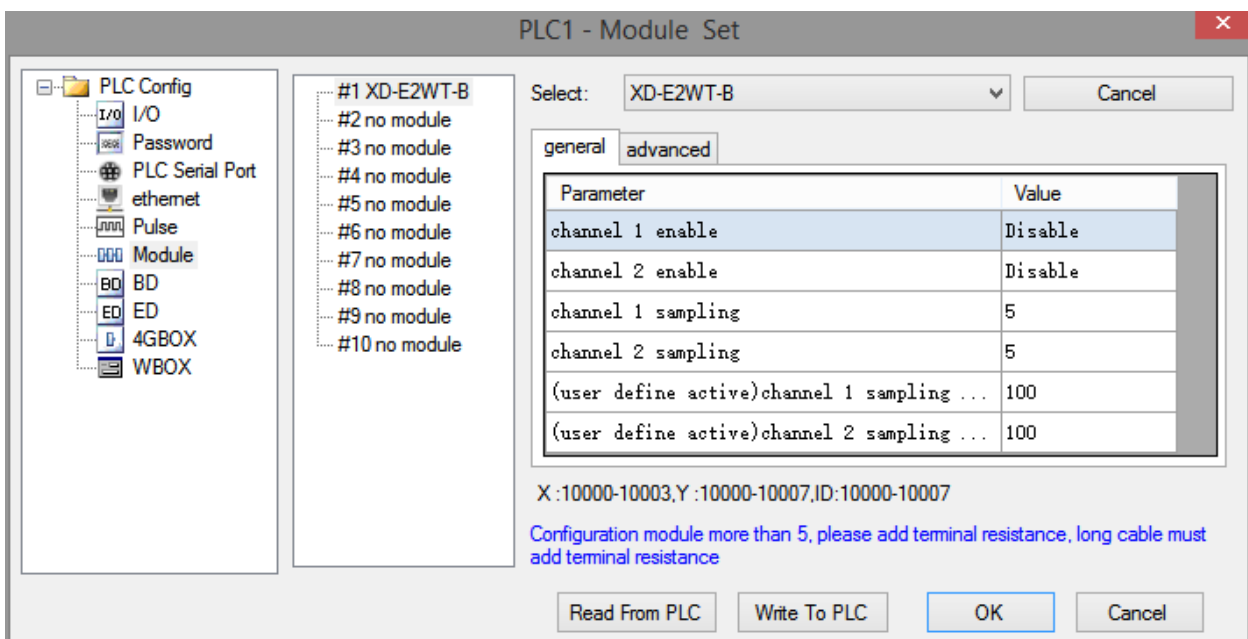 PLC1 - Module Set
PLC Config
I/O I/O
Password
PLC Serial Port
ethernet
Pulse
Module
BD BD
ED ED
4GBOX
WBOX
#1 XD-E2WT-B
#2 no module
#3 no module
#4 no module
#5 no module
#6 no module
#7 no module
#8 no module
#9 no module
#10 no module
Select: XD-E2WT-B Cancel
general advanced
Parameter Value
channel 1 enable Disable
channel 2 enable Disable
channel 1 sampling 5
channel 2 sampling 5
(user define active)channel 1 sampling ... 100
(user define active)channel 2 sampling ... 100
X :10000-10003,Y :10000-10007,ID:10000-10007
Configuration module more than 5, please add terminal resistance, long cable must
add terminal resistance
Read From PLC Write To PLC OK Cancel